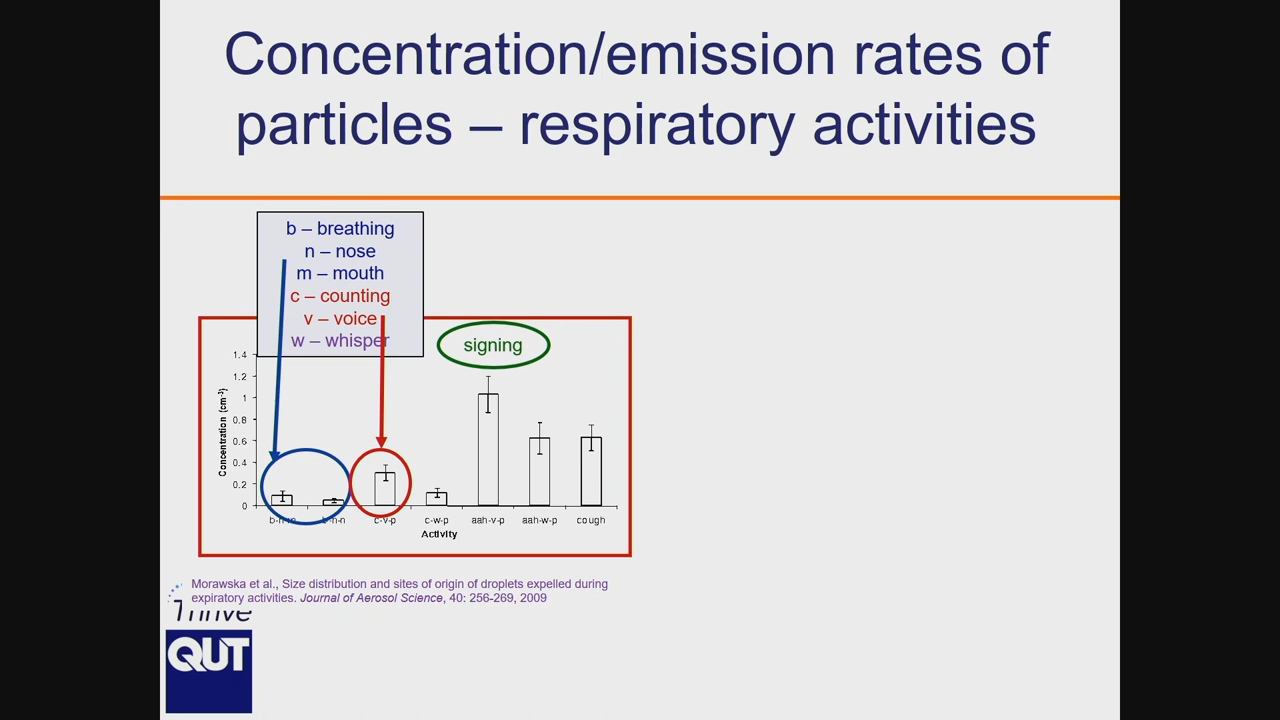 Concentration/emission rates of
particles – respiratory activities
b – breathing
n – nose
m – mouth
c – counting
v – voice
w – whisper
signing
1.4
1.2
1
0.8
0.6
0.4
0.2
0
Concentration (cm-3)
b-n-m
b-n-n
c-v-p
c-w-p
aah-v-p
aah-w-p
cough
Activity
Morawska et al., Size distribution and sites of origin of droplets expelled during
expiratory activities. Journal of Aerosol Science, 40: 256-269, 2009
Thrive
QUT